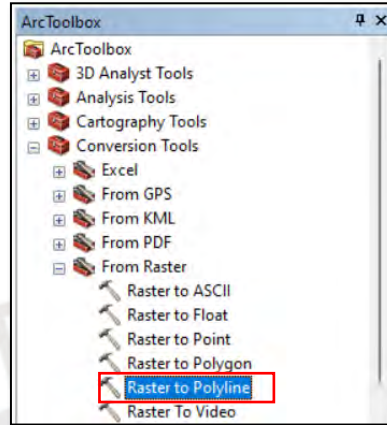 ArcToolbox
ArcToolbox
3D Analyst Tools
Analysis Tools
Cartography Tools
Conversion Tools
Excel
From GPS
From KML
From PDF
From Raster
Raster to ASCII
Raster to Float
Raster to Point
Raster to Polygon
Raster to Polyline
Raster To Video